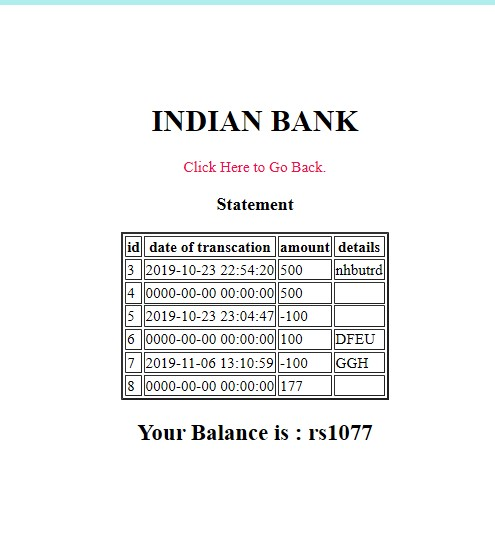 INDIAN BANK
Click Here to Go Back.
Statement
id date of transcation amount details
3 2019-10-23 22:54:20 500 nhbutrd
4 0000-00-00 00:00:00 500
5 2019-10-23 23:04:47 -100
6 0000-00-00 00:00:00 100 DFEU
7 2019-11-06 13:10:59 -100 GGH
8 0000-00-00 00:00:00 177
Your Balance is : rs1077